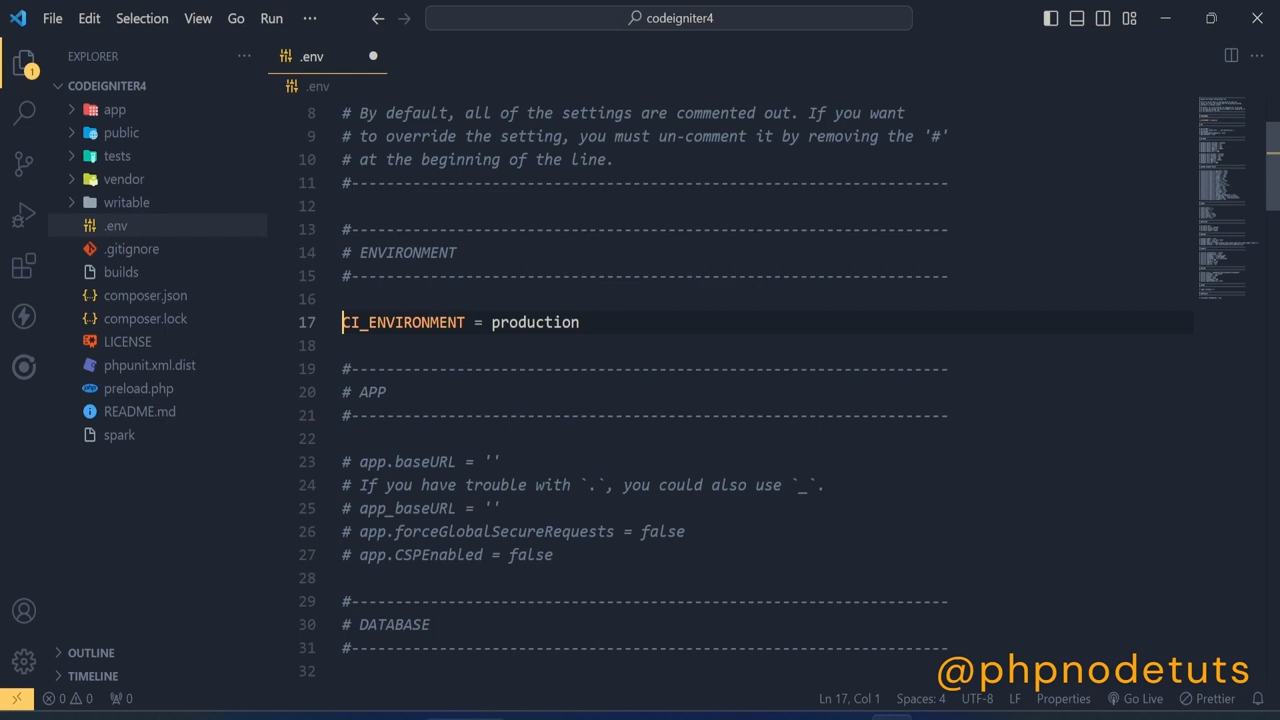 File Edit Selection View Go Run ···
codeigniter4
EXPLORER
1
CODEIGNITER4
app
public
tests
vendor
writable
.env
.gitignore
builds
composer.json
composer.lock
LICENSE
phpunit.xml.dist
preload.php
README.md
spark
OUTLINE
TIMELINE
.env
.env
8 # By default, all of the settings are commented out. If you want
9 # to override the setting, you must un-comment it by removing the '#'
10 # at the beginning of the line.
11 #--------------------------------------------------------------------
12
13 #--------------------------------------------------------------------
14 # ENVIRONMENT
15 #--------------------------------------------------------------------
16
17 CI_ENVIRONMENT = production
18
19 #--------------------------------------------------------------------
20 # APP
21 #--------------------------------------------------------------------
22
23 # app.baseURL = ''
24 # If you have trouble with `.`, you could also use `_`.
25 # app_baseURL = ''
26 # app.forceGlobalSecureRequests = false
27 # app.CSPEnabled = false
28
29 #--------------------------------------------------------------------
30 # DATABASE
31 #--------------------------------------------------------------------
32
@phpnodetuts
0 0 0 Ln 17, Col 1 Spaces: 4 UTF-8 LF Properties Go Live Prettier